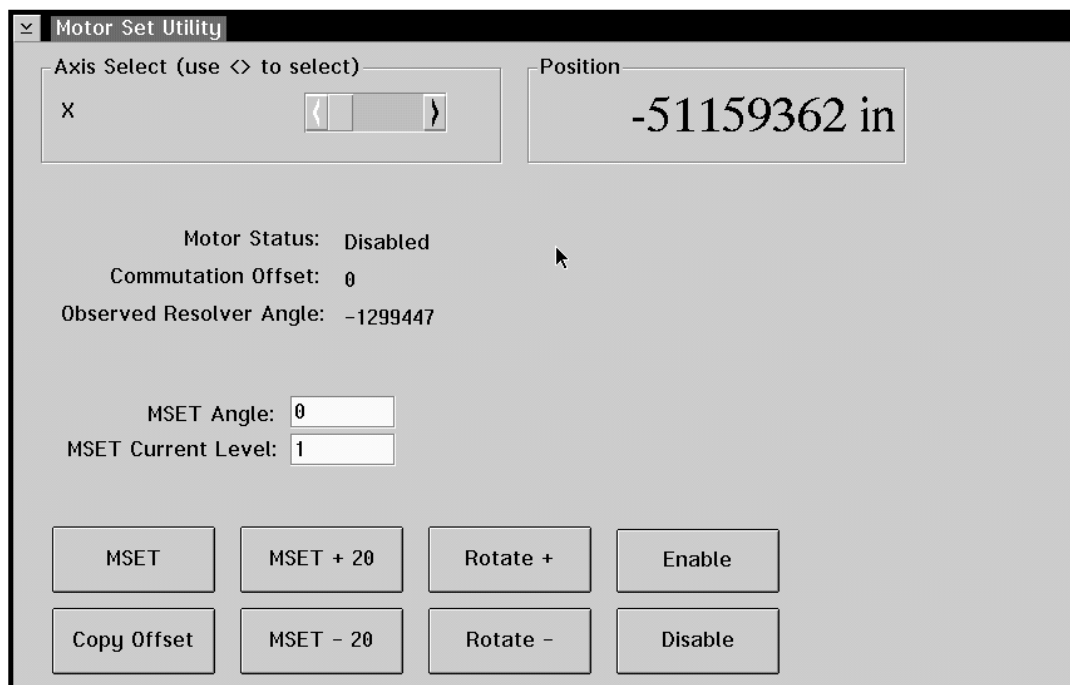 Motor Set Utility
Axis Select (use <> to select)
X
Position
-51159362 in
Motor Status: Disabled
Commutation Offset: 0
Observed Resolver Angle: -1299447
MSET Angle: 0
MSET Current Level: 1
MSET
MSET + 20
Rotate +
Enable
Copy Offset
MSET - 20
Rotate -
Disable